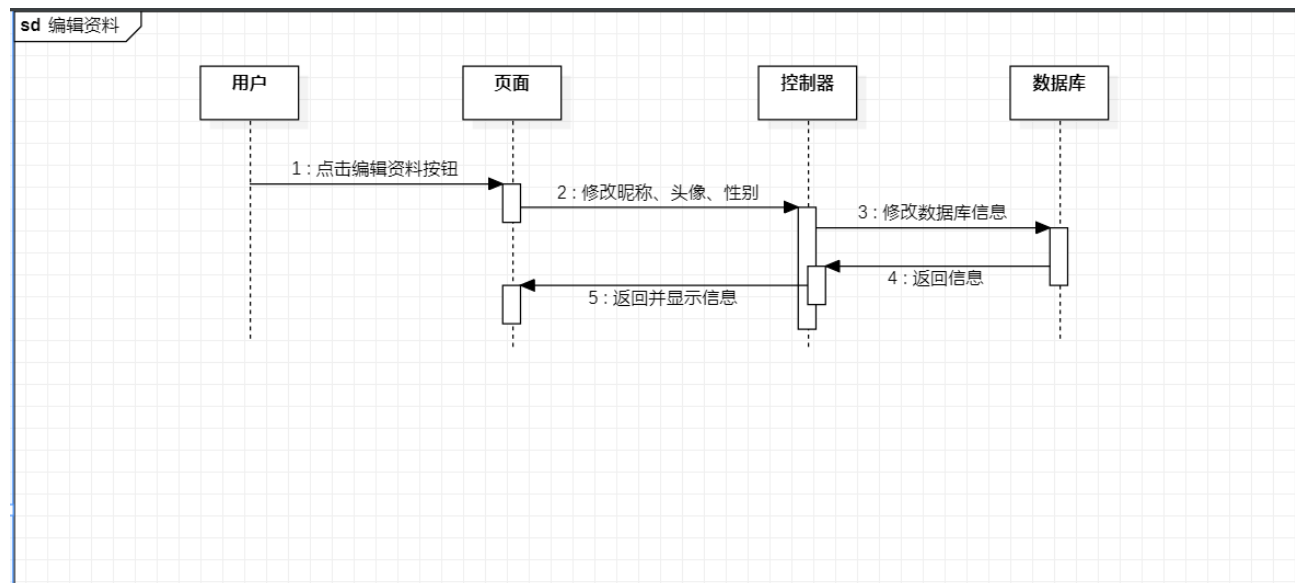 sd 编辑资料
用户
页面
控制器
数据库
1 : 点击编辑资料按钮
2 : 修改昵称、头像、性别
3 : 修改数据库信息
4 : 返回信息
5 : 返回并显示信息